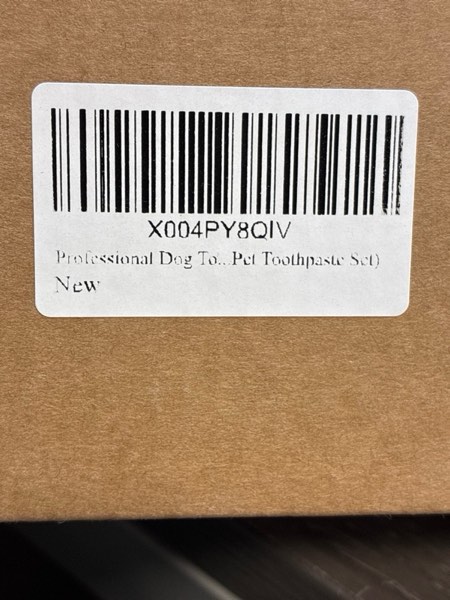 X004PY8QIV
Professional Dog To...Pet Toothpaste Set)
New